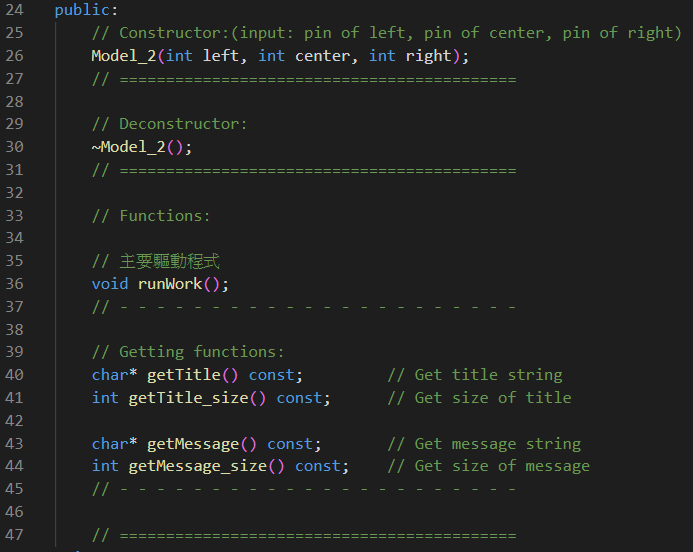 24 public:
25 // Constructor:(input: pin of left, pin of center, pin of right)
26 Model_2(int left, int center, int right);
27 // ===========================================
28
29 // Deconstructor:
30 ~Model_2();
31 // ===========================================
32
33 // Functions:
34
35 // 主要驅動程式
36 void runWork();
37 // - - - - - - - - - - - - - - - - - - - - - -
38
39 // Getting functions:
40 char* getTitle() const; // Get title string
41 int getTitle_size() const; // Get size of title
42
43 char* getMessage() const; // Get message string
44 int getMessage_size() const; // Get size of message
45 // - - - - - - - - - - - - - - - - - - - - - -
46
47 // ===========================================